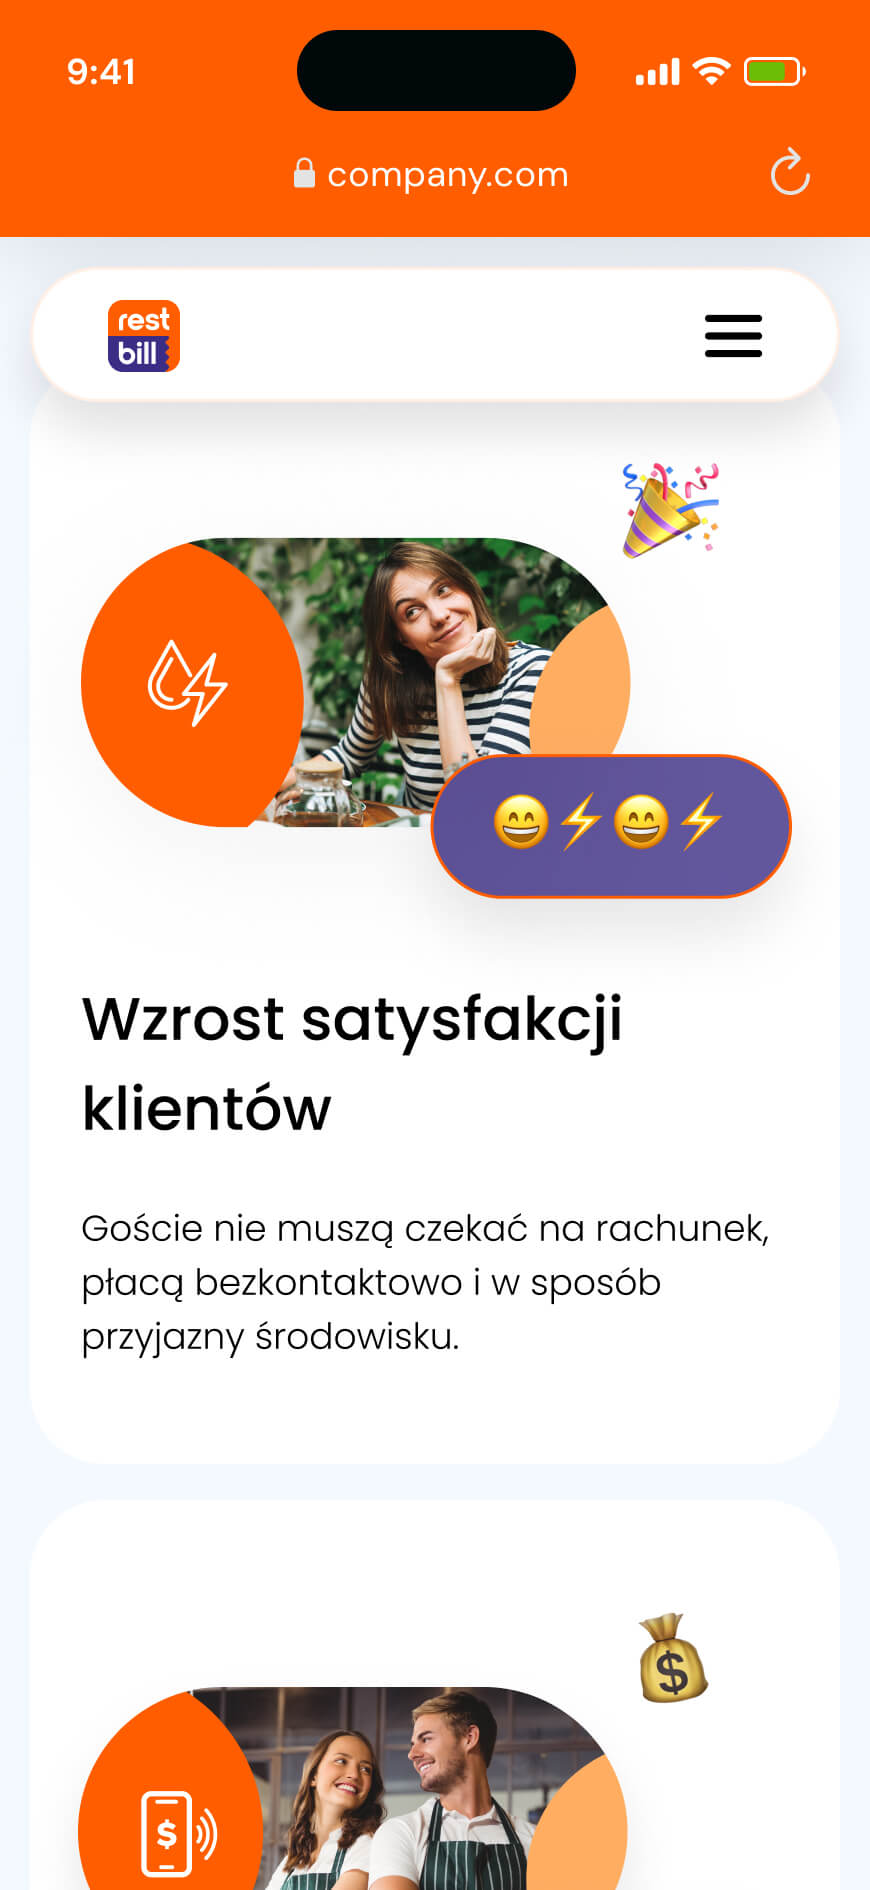 9:41
company.com
rest
bill
Wzrost satysfakcji
klientów
Goście nie muszą czekać na rachunek,
płacą bezkontaktowo i w sposób
przyjazny środowisku.
$
$